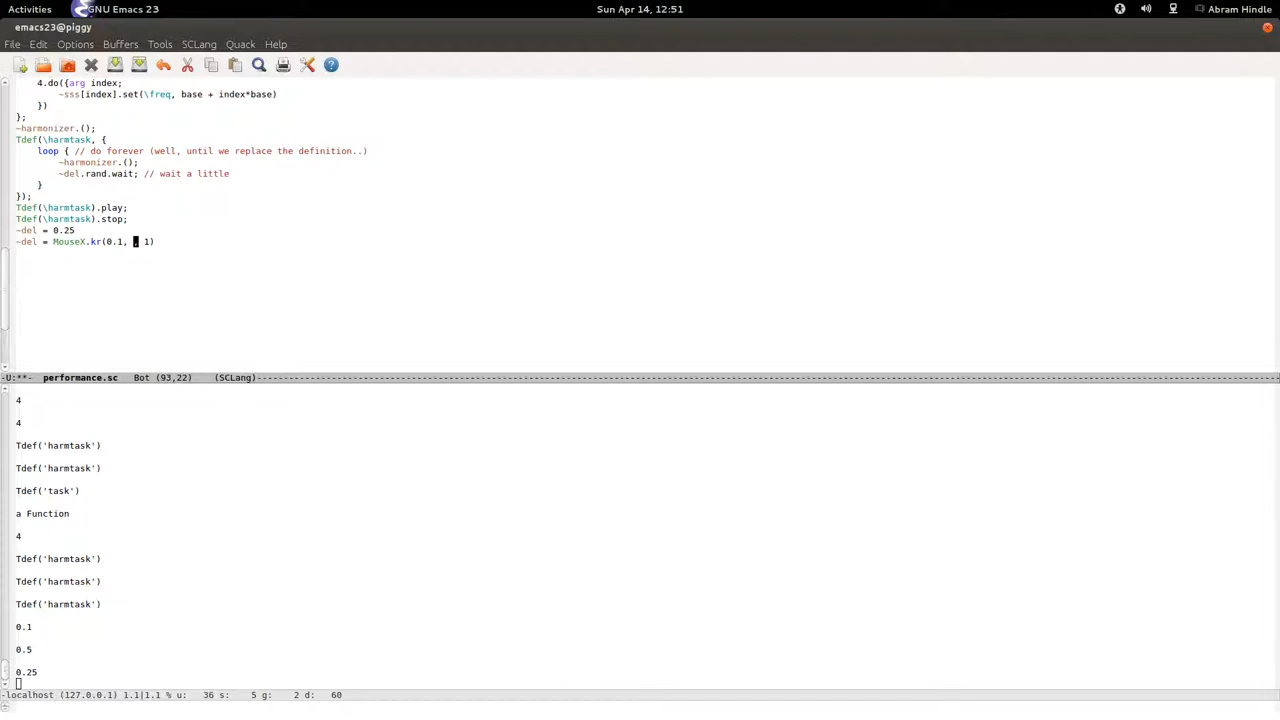 Activities GNU Emacs 23 Sun Apr 14, 12:51 Abram Hindle
emacs23@piggy
File Edit Options Buffers Tools SCLang Quack Help
4.do({arg index;
~sss[index].set(\freq, base + index*base)
})
};
~harmonizer.();
Tdef(\harmtask, {
loop { // do forever (well, until we replace the definition..)
~harmonizer.();
~del.rand.wait; // wait a little
}
});
Tdef(\harmtask).play;
Tdef(\harmtask).stop;
~del = 0.25
~del = MouseX.kr(0.1, , 1)
-U:**- performance.sc Bot (93,22) (SCLang)----------------------------------------------------------------
4
4
Tdef('harmtask')
Tdef('harmtask')
Tdef('task')
a Function
4
Tdef('harmtask')
Tdef('harmtask')
Tdef('harmtask')
0.1
0.5
0.25
-localhost (127.0.0.1) 1.1|1.1 % u: 36 s: 5 g: 2 d: 60